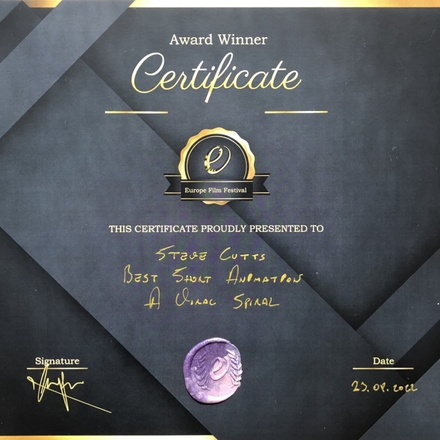 Award Winner
Certificate
Europe Film Festival
THIS CERTIFICATE PROUDLY PRESENTED TO
STEVE CUTTS
BEST SHORT ANIMATION
A VIRAL SPIRAL
Signature
Date
23.08.2022